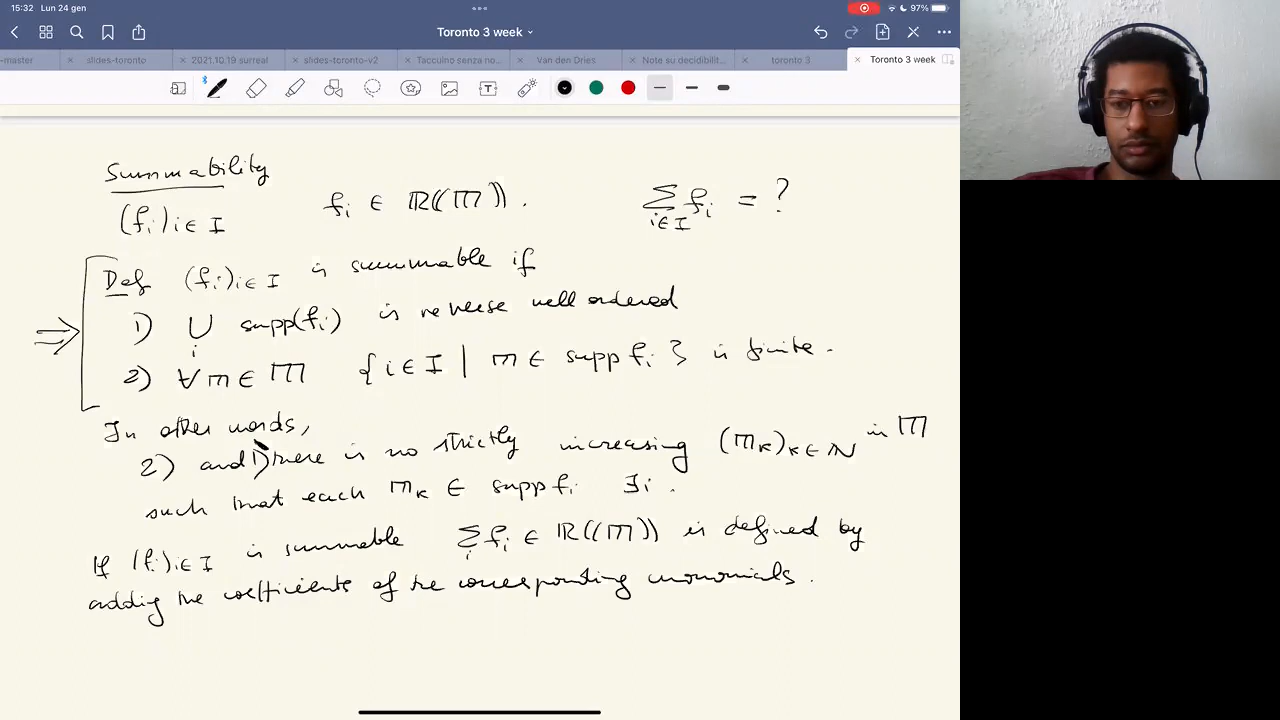 15:32 Lun 24 gen
97%
Toronto 3 week
-master
slides-toronto
2021.10.19 surreal
slides-toronto-v2
Taccuino senza no...
Van den Dries
Note su decidibilit...
toronto 3
Toronto 3 week
Summability
(fᵢ)ᵢ∈I fᵢ ∈ ℝ((𝔐)). Σᵢ∈I fᵢ = ?
Def (fᵢ)ᵢ∈I is summable if
1) ⋃ᵢ supp(fᵢ) is reverse well ordered
⇒
2) ∀m∈𝔐 {i∈I | m ∈ supp fᵢ} is finite.
In other words,
2) and 1) there is no strictly increasing (mₖ)ₖ∈ℕ in 𝔐
such that each mₖ ∈ supp fᵢ ∃i.
If (fᵢ)ᵢ∈I is summable Σᵢ fᵢ ∈ ℝ((𝔐)) is defined by
adding the coefficients of the corresponding monomials.